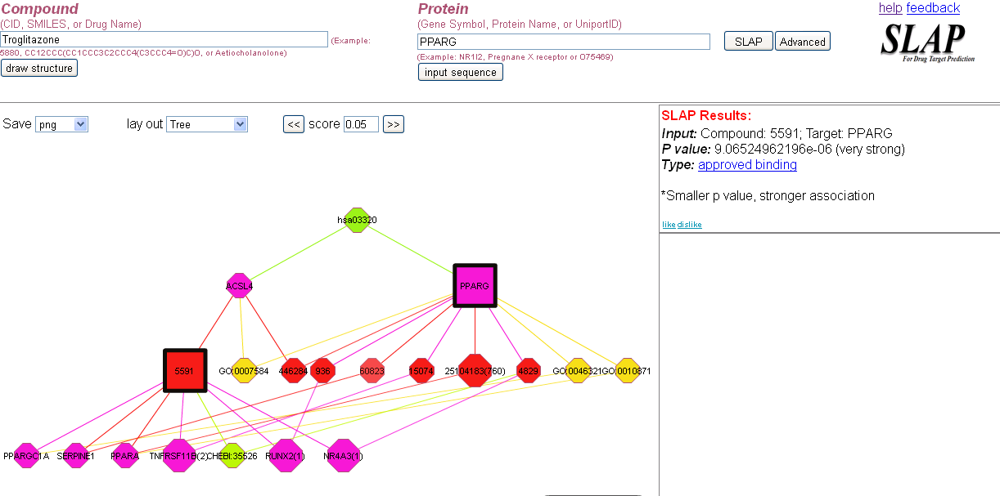 Compound
(CID, SMILES, or Drug Name)
Troglitazone
(Example:
5880, CC12CCC(CC1CCC3C2CCC4(C3CCC4=O)C)O, or Aetiocholanolone)
draw structure
Protein
(Gene Symbol, Protein Name, or UniportID)
PPARG
SLAP
Advanced
(Example: NR1I2, Pregnane X receptor or O75469)
input sequence
help feedback
SLAP
For Drug Target Prediction
Save png
lay out Tree
<< score 0.05 >>
SLAP Results:
Input: Compound: 5591; Target: PPARG
P value: 9.06524962196e-06 (very strong)
Type: approved binding
*Smaller p value, stronger association
like dislike
hsa03320
ACSL4
PPARG
5591
GO:0007584
446284
936
60823
15074
25104183(760)
4829
GO:0046321
GO:0010871
PPARGC1A
SERPINE1
PPARA
TNFRSF11B(2)
CHEBI:35526
RUNX2(1)
NR4A3(1)